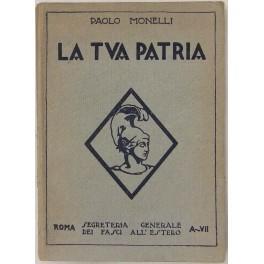 PAOLO MONELLI
LA TVA PATRIA
ROMA SEGRETERIA GENERALE A-VII
DEI FASCI ALL'ESTERO